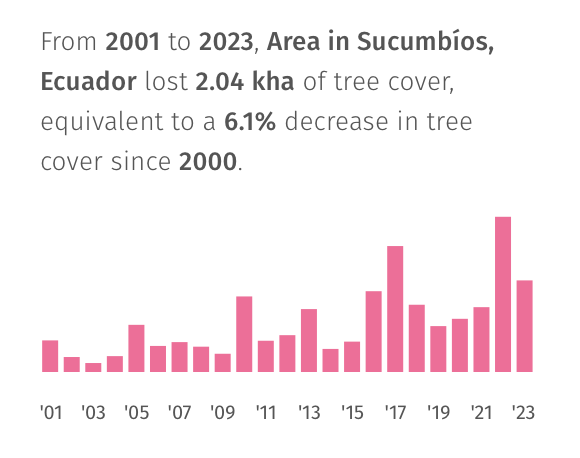 From 2001 to 2023, Area in Sucumbíos,
Ecuador lost 2.04 kha of tree cover,
equivalent to a 6.1% decrease in tree
cover since 2000.
'01 '03 '05 '07 '09 '11 '13 '15 '17 '19 '21 '23